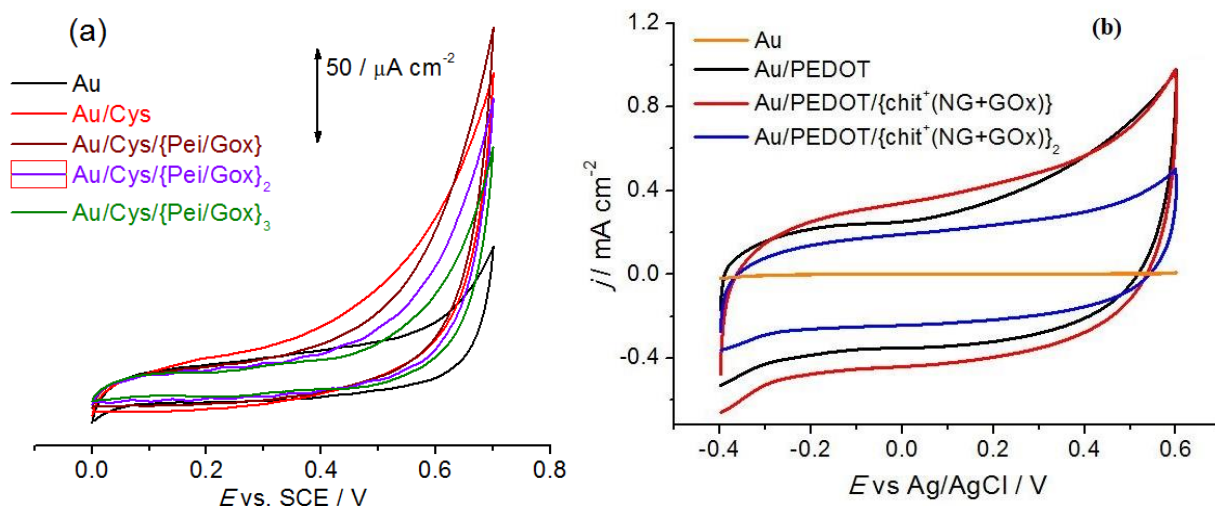 (a)
50 / μA cm⁻²
Au
Au/Cys
Au/Cys/{Pei/Gox}
Au/Cys/{Pei/Gox}₂
Au/Cys/{Pei/Gox}₃
0.0 0.2 0.4 0.6 0.8
E vs. SCE / V
(b)
Au
Au/PEDOT
Au/PEDOT/{chit⁺(NG+GOx)}
Au/PEDOT/{chit⁺(NG+GOx)}₂
1.2
0.8
0.4
0.0
-0.4
j / mA cm⁻²
-0.4 -0.2 0.0 0.2 0.4 0.6
E vs Ag/AgCl / V